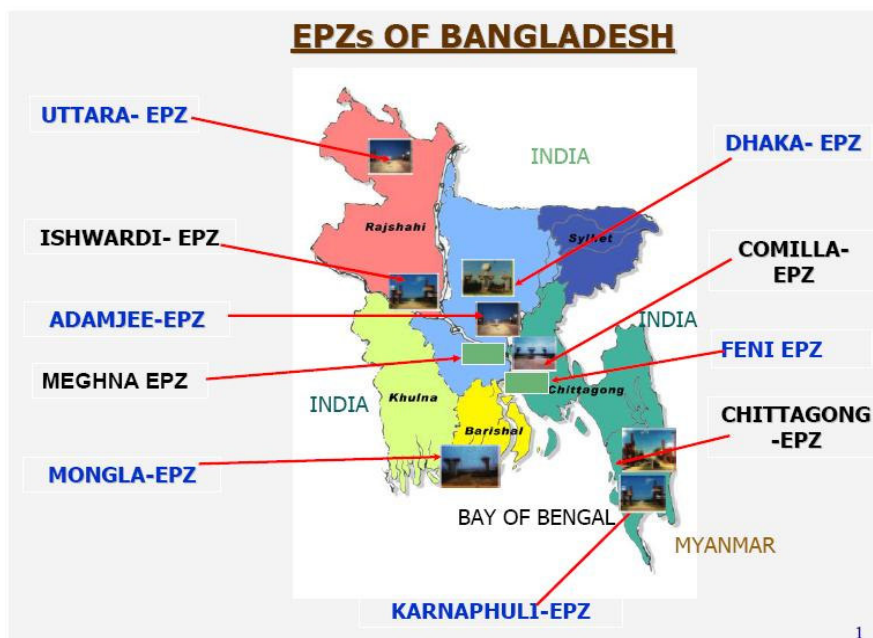 EPZs OF BANGLADESH
UTTARA- EPZ
INDIA
DHAKA- EPZ
Rajshahi
Sylhet
ISHWARDI- EPZ
COMILLA-
EPZ
ADAMJEE-EPZ
INDIA
FENI EPZ
MEGHNA EPZ
Khulna
INDIA
Chittagong
CHITTAGONG
-EPZ
Barishal
MONGLA-EPZ
BAY OF BENGAL
MYANMAR
KARNAPHULI-EPZ
1